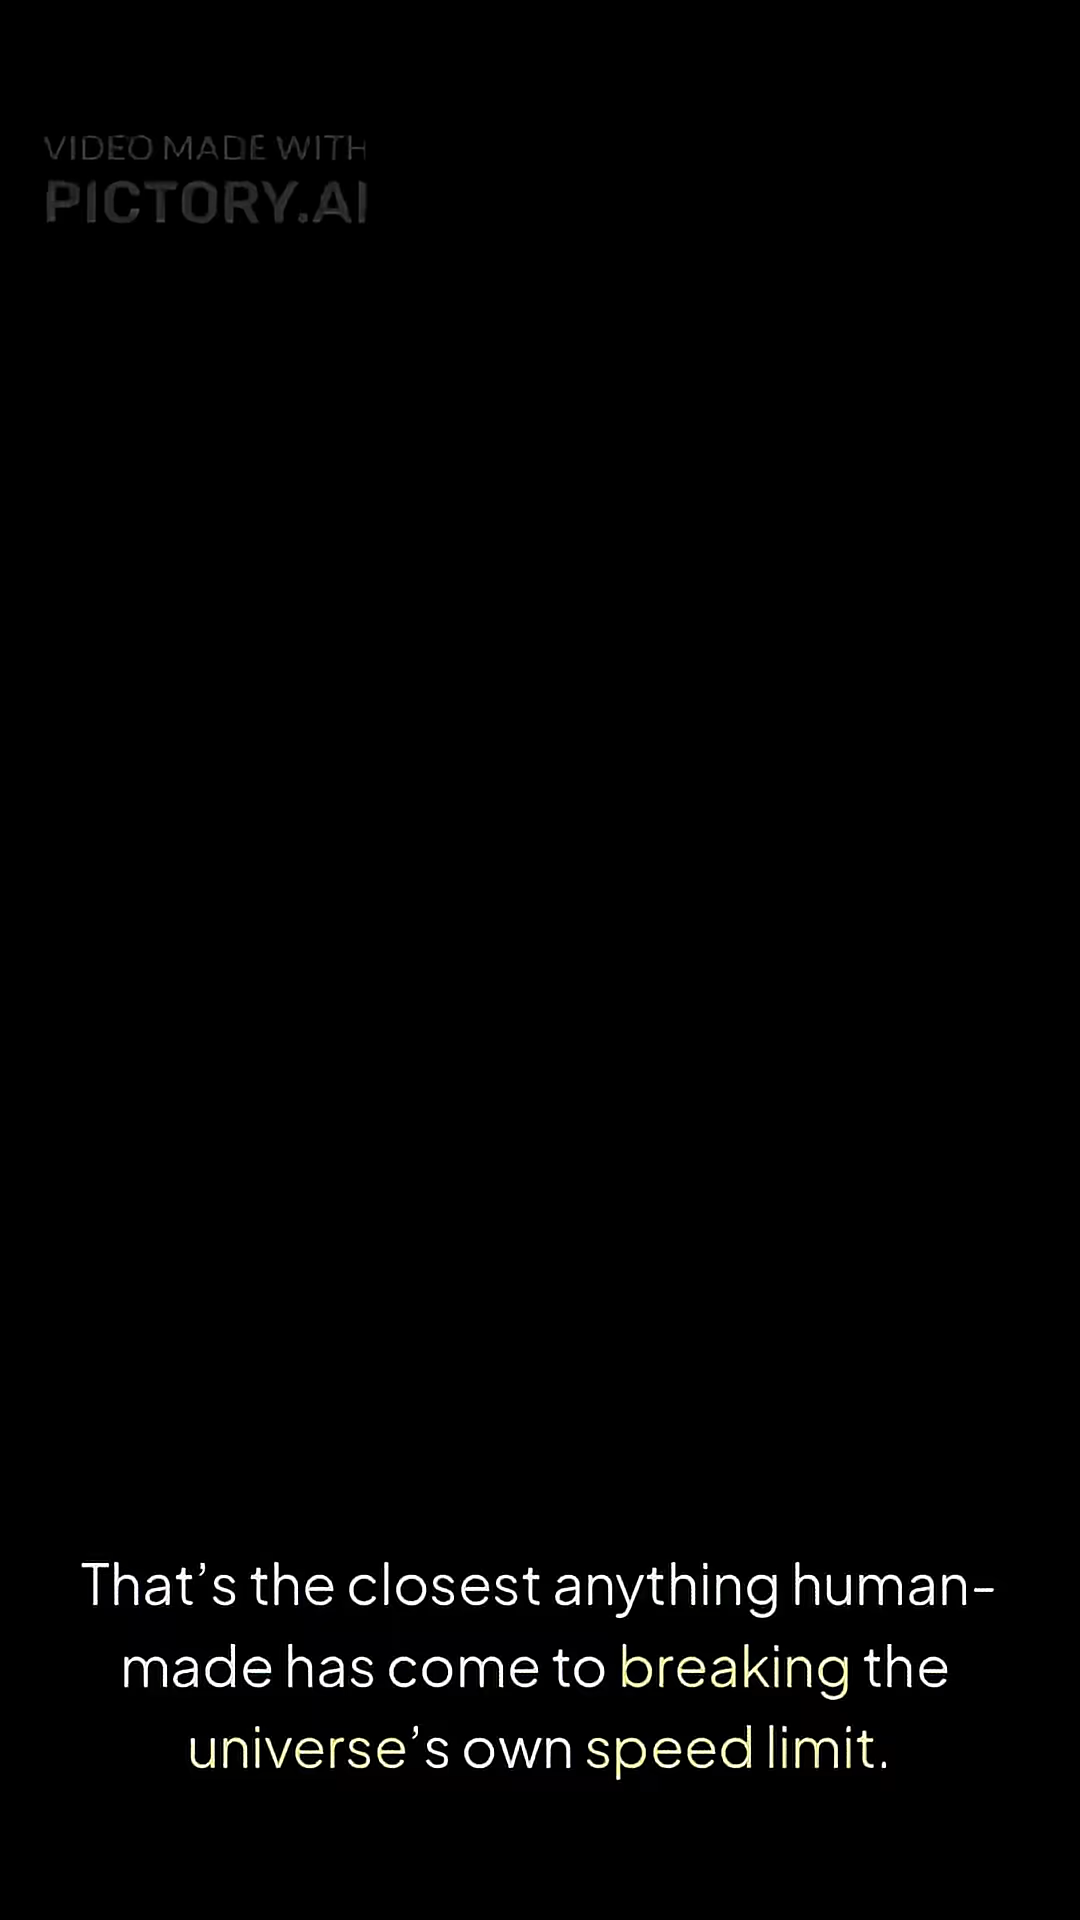 VIDEO MADE WITH
PICTORY.AI
That’s the closest anything human-
made has come to breaking the
universe’s own speed limit.